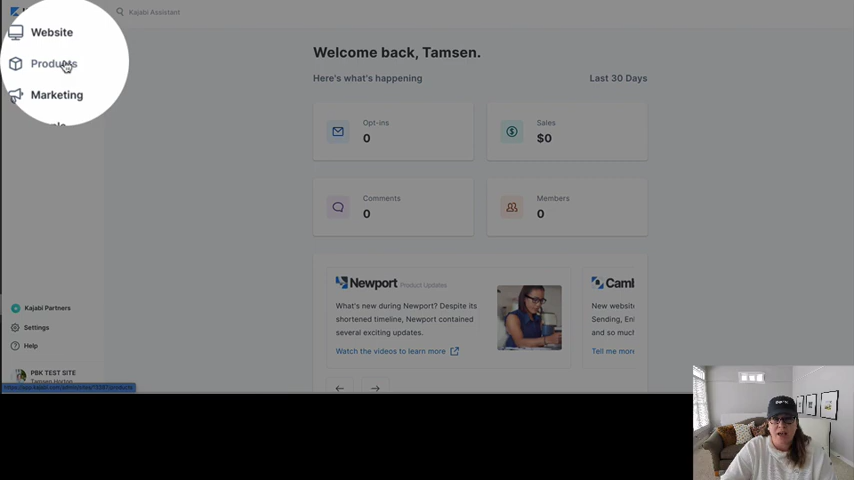 Kajabi Assistant
Website
Products
Marketing
Welcome back, Tamsen.
Here's what's happening
Last 30 Days
Opt-ins
0
Sales
$0
Comments
0
Members
0
Newport Product Updates
What's new during Newport? Despite its
shortened timeline, Newport contained
several exciting updates.
Watch the videos to learn more
Caml
New website
Sending, En
and so much
Tell me more
Kajabi Partners
Settings
Help
PBK TEST SITE
Tamsen Horton